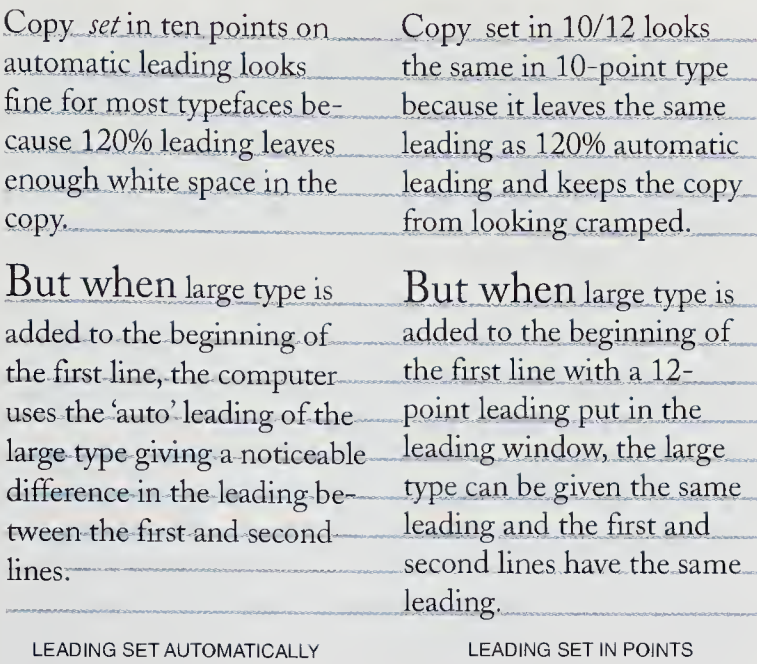 Copy set in ten points on
automatic leading looks
fine for most typefaces be-
cause 120% leading leaves
enough white space in the
copy.
But when large type is
added to the beginning of
the first line, the computer
uses the ‘auto’ leading of the
large type giving a noticeable
difference in the leading be-
tween the first and second
lines.
LEADING SET AUTOMATICALLY
Copy set in 10/12 looks
the same in 10-point type
because it leaves the same
leading as 120% automatic
leading and keeps the copy
from looking cramped.
But when large type is
added to the beginning of
the first line with a 12-
point leading put in the
leading window, the large
type can be given the same
leading and the first and
second lines have the same
leading.
LEADING SET IN POINTS